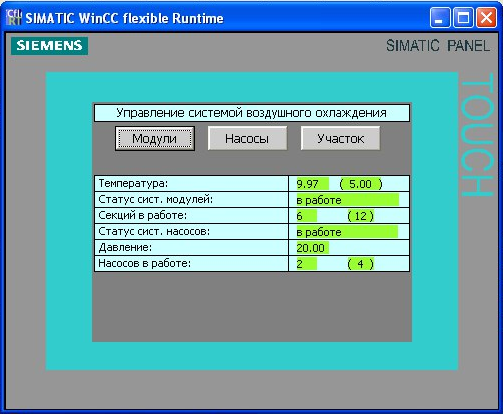 SIMATIC WinCC flexible Runtime
SIEMENS
SIMATIC PANEL
TOUCH
Управление системой воздушного охлаждения
Модули Насосы Участок
Температура: 9.97 ( 5.00 )
Статус сист. модулей: в работе
Секций в работе: 6 ( 12 )
Статус сист. насосов: в работе
Давление: 20.00
Насосов в работе: 2 ( 4 )